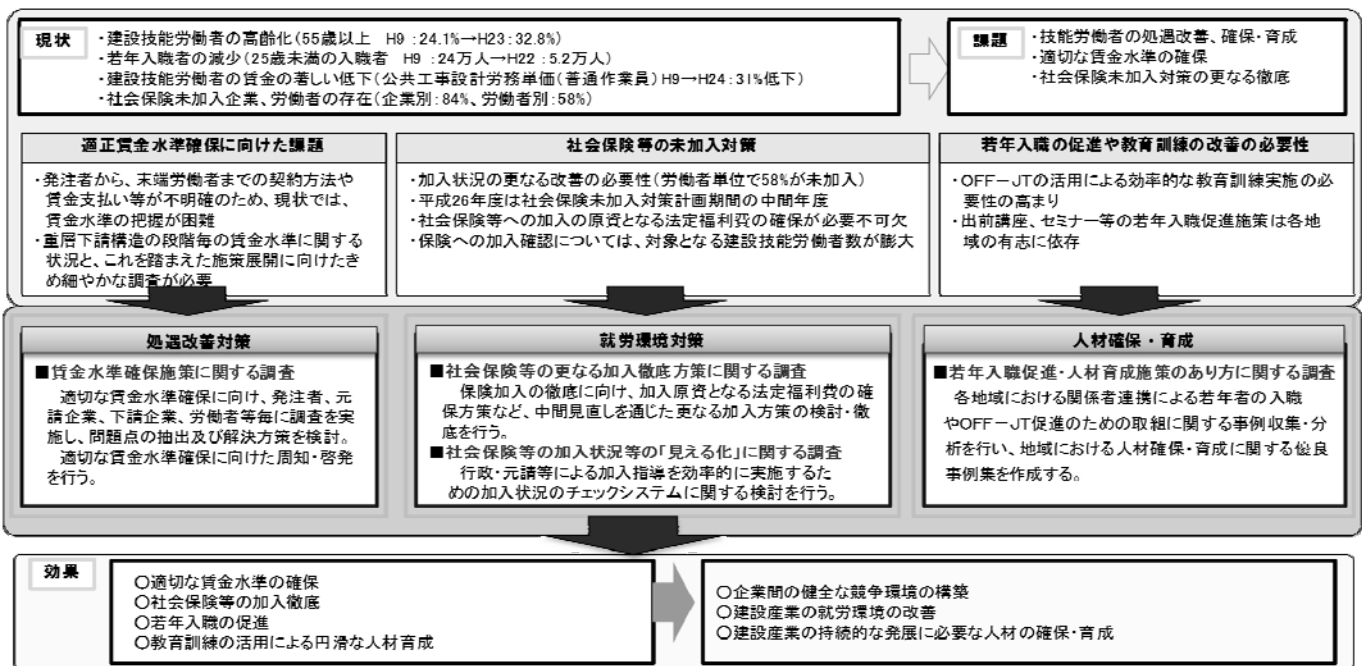 現状
・建設技能労働者の高齢化(55歳以上 H9:24.1%→H23:32.8%)
・若年入職者の減少(25歳未満の入職者 H9:24万人→H22:5.2万人)
・建設技能労働者の賃金の著しい低下(公共工事設計労務単価(普通作業員)H9→H24:31%低下)
・社会保険未加入企業、労働者の存在(企業別:84%、労働者別:58%)
課題
・技能労働者の処遇改善、確保・育成
・適切な賃金水準の確保
・社会保険未加入対策の更なる徹底
適正賃金水準確保に向けた課題
・発注者から、末端労働者までの契約方法や
賃金支払い等が不明確のため、現状では、
賃金水準の把握が困難
・重層下請構造の段階毎の賃金水準に関する
状況と、これを踏まえた施策展開に向けたき
め細やかな調査が必要
社会保険等の未加入対策
・加入状況の更なる改善の必要性(労働者単位で58%が未加入)
・平成26年度は社会保険未加入対策計画期間の中間年度
・社会保険等への加入の原資となる法定福利費の確保が必要不可欠
・保険への加入確認については、対象となる建設技能労働者数が膨大
若年入職の促進や教育訓練の改善の必要性
・OFF-JTの活用による効率的な教育訓練実施の必
要性の高まり
・出前講座、セミナー等の若年入職促進施策は各地
域の有志に依存
処遇改善対策
■賃金水準確保施策に関する調査
適切な賃金水準確保に向け、発注者、元
請企業、下請企業、労働者等毎に調査を実
施し、問題点の抽出及び解決方策を検討。
適切な賃金水準確保に向けた周知・啓発
を行う。
就労環境対策
■社会保険等の更なる加入徹底方策に関する調査
保険加入の徹底に向け、加入原資となる法定福利費の確
保方策など、中間見直しを通じた更なる加入方策の検討・徹
底を行う。
■社会保険等の加入状況等の「見える化」に関する調査
行政・元請等による加入指導を効率的に実施するた
めの加入状況のチェックシステムに関する検討を行う。
人材確保・育成
■若年入職促進・人材育成施策のあり方に関する調査
各地域における関係者連携による若年者の入職
やOFF-JT促進のための取組に関する事例収集・分
析を行い、地域における人材確保・育成に関する優良
事例集を作成する。
効果
○適切な賃金水準の確保
○社会保険等の加入徹底
○若年入職の促進
○教育訓練の活用による円滑な人材育成
○企業間の健全な競争環境の構築
○建設産業の就労環境の改善
○建設産業の持続的な発展に必要な人材の確保・育成